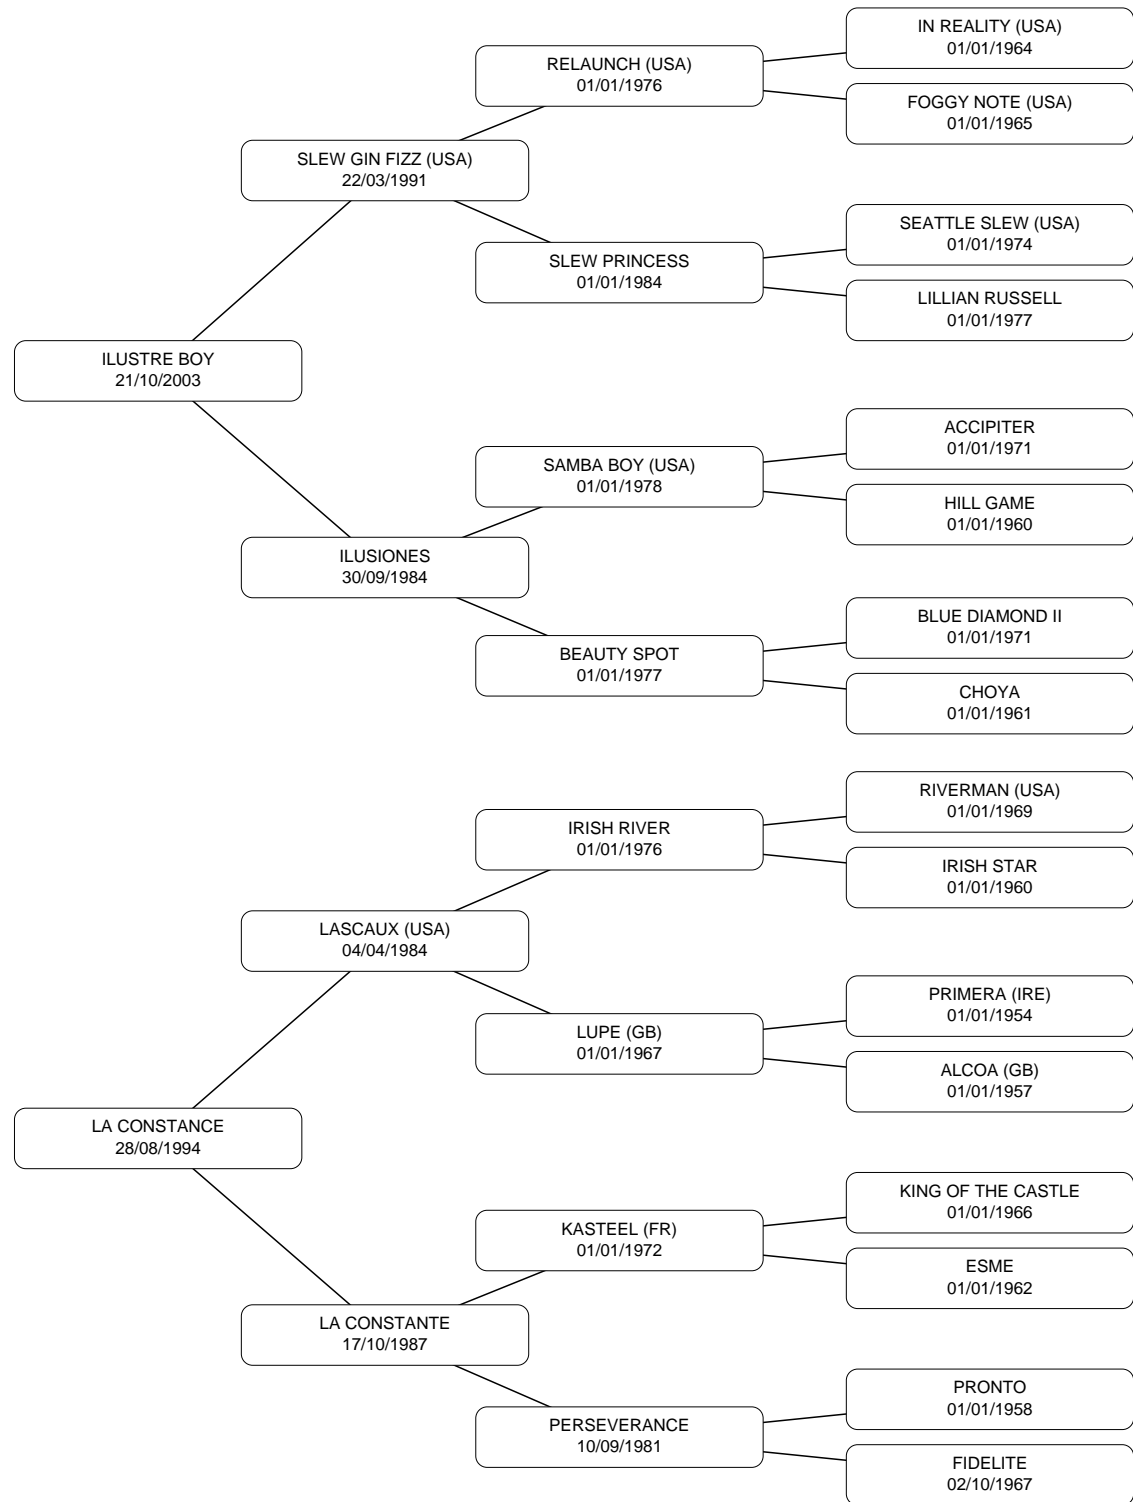 IN REALITY (USA)
01/01/1964
RELAUNCH (USA)
01/01/1976
FOGGY NOTE (USA)
01/01/1965
SLEW GIN FIZZ (USA)
22/03/1991
SEATTLE SLEW (USA)
01/01/1974
SLEW PRINCESS
01/01/1984
LILLIAN RUSSELL
01/01/1977
ILUSTRE BOY
21/10/2003
ACCIPITER
01/01/1971
SAMBA BOY (USA)
01/01/1978
HILL GAME
01/01/1960
ILUSIONES
30/09/1984
BLUE DIAMOND II
01/01/1971
BEAUTY SPOT
01/01/1977
CHOYA
01/01/1961
RIVERMAN (USA)
01/01/1969
IRISH RIVER
01/01/1976
IRISH STAR
01/01/1960
LASCAUX (USA)
04/04/1984
PRIMERA (IRE)
01/01/1954
LUPE (GB)
01/01/1967
ALCOA (GB)
01/01/1957
LA CONSTANCE
28/08/1994
KING OF THE CASTLE
01/01/1966
KASTEEL (FR)
01/01/1972
ESME
01/01/1962
LA CONSTANTE
17/10/1987
PRONTO
01/01/1958
PERSEVERANCE
10/09/1981
FIDELITE
02/10/1967